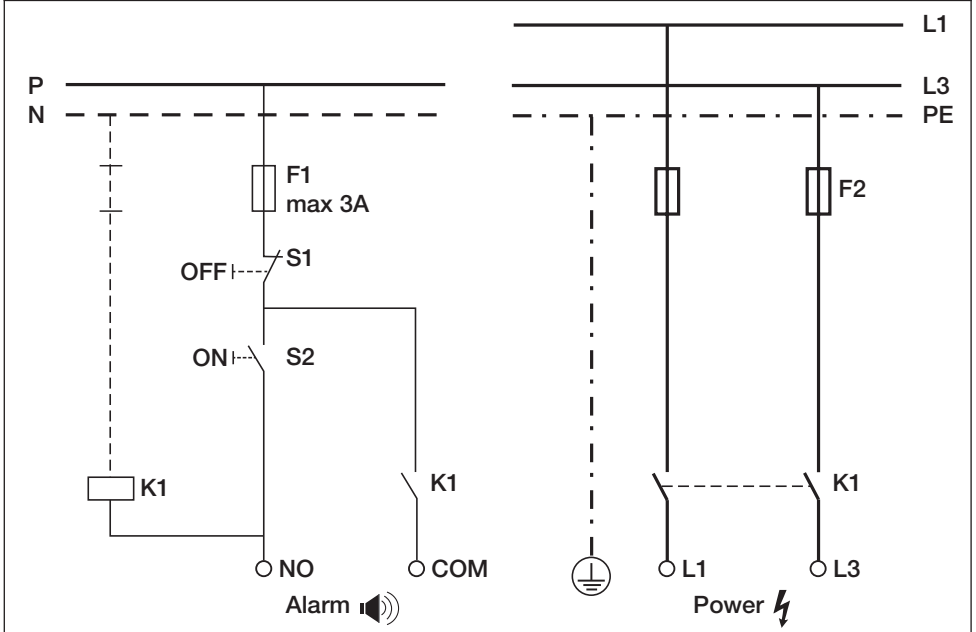 L1
P
L3
N
PE
F1
max 3A
F2
S1
OFF
ON
S2
K1
K1
K1
NO
COM
L1
L3
Alarm
Power